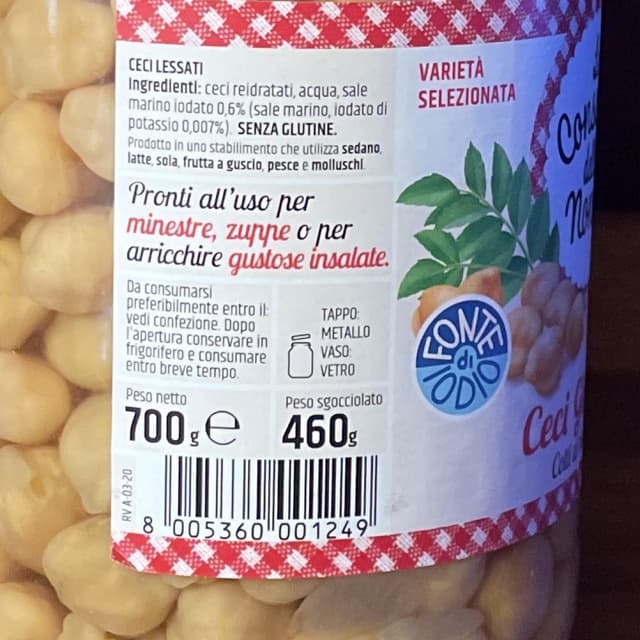 CECI LESSATI
Ingredienti: ceci reidratati, acqua, sale
marino iodato 0,6% (sale marino, iodato di
potassio 0,007%). SENZA GLUTINE.
Prodotto in uno stabilimento che utilizza sedano,
latte, soia, frutta a guscio, pesce e molluschi.
Pronti all'uso per
minestre, zuppe o per
arricchire gustose insalate.
Da consumarsi
preferibilmente entro il:
vedi confezione. Dopo
l'apertura conservare in
frigorifero e consumare
entro breve tempo.
TAPPO:
METALLO
VASO:
VETRO
Peso netto
700g e
Peso sgocciolato
460g
RV A-03-20
8 005360 001249
VARIETÀ
SELEZIONATA
FONTE
di
IODIO
Ceci